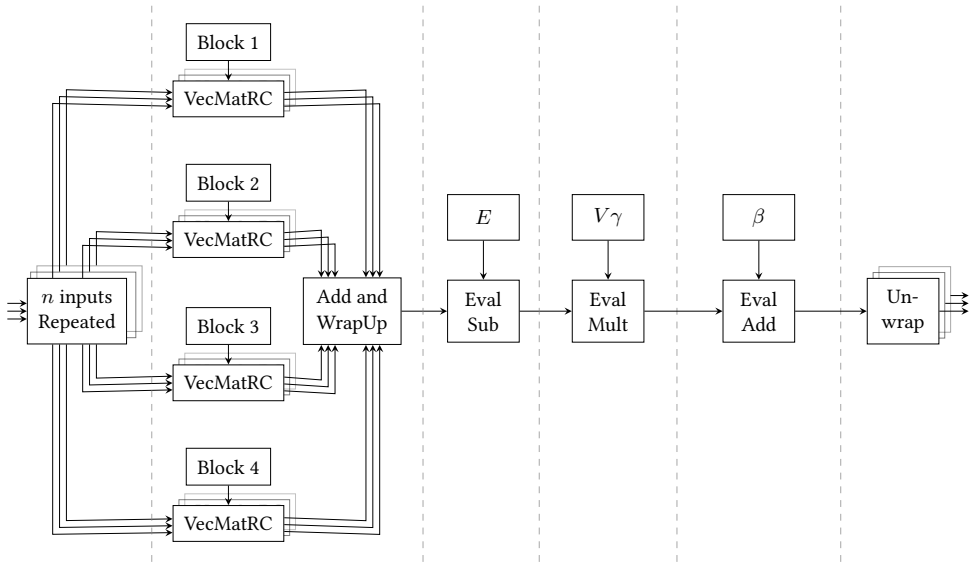 Block 1
VecMatRC
Block 2
VecMatRC
E
Vγ
β
n inputs
Repeated
Add and
WrapUp
Eval
Sub
Eval
Mult
Eval
Add
Un-
wrap
Block 3
VecMatRC
Block 4
VecMatRC